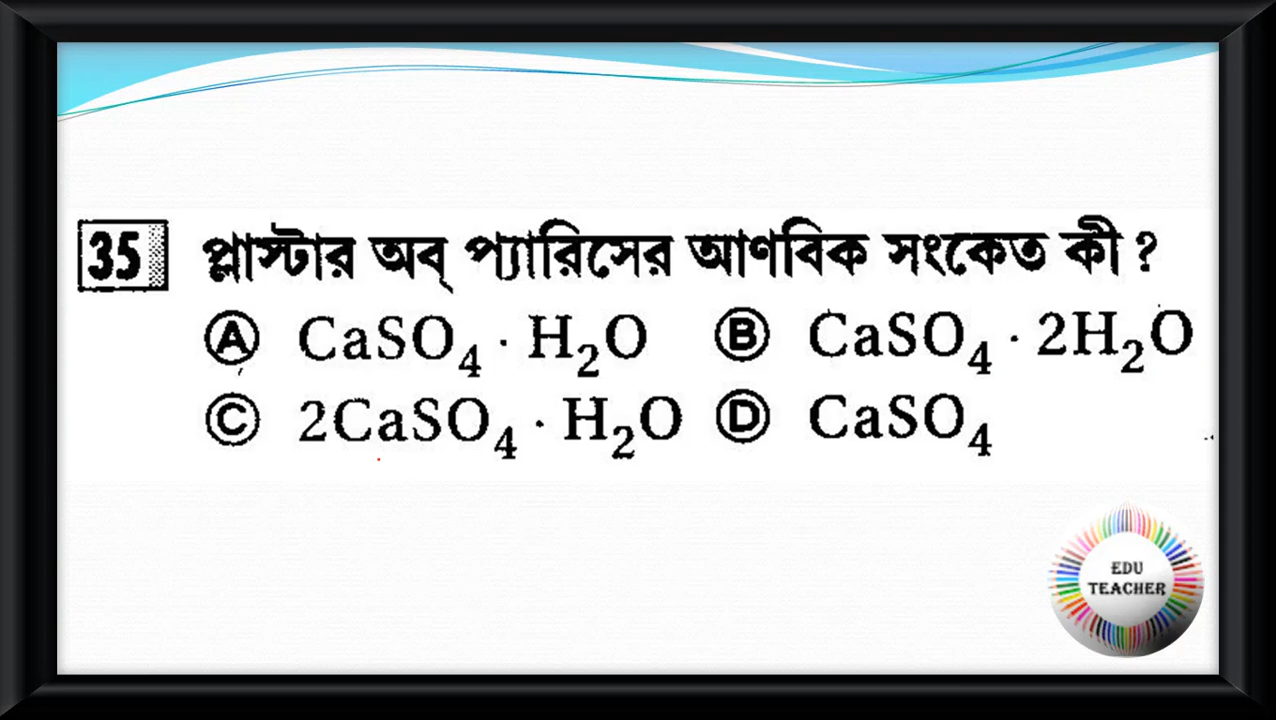 35 প্লাস্টার অব্ প্যারিসের আণবিক সংকেত কী ?
Ⓐ CaSO₄ · H₂O Ⓑ CaSO₄ · 2H₂O
Ⓒ 2CaSO₄ · H₂O Ⓓ CaSO₄
EDU
TEACHER